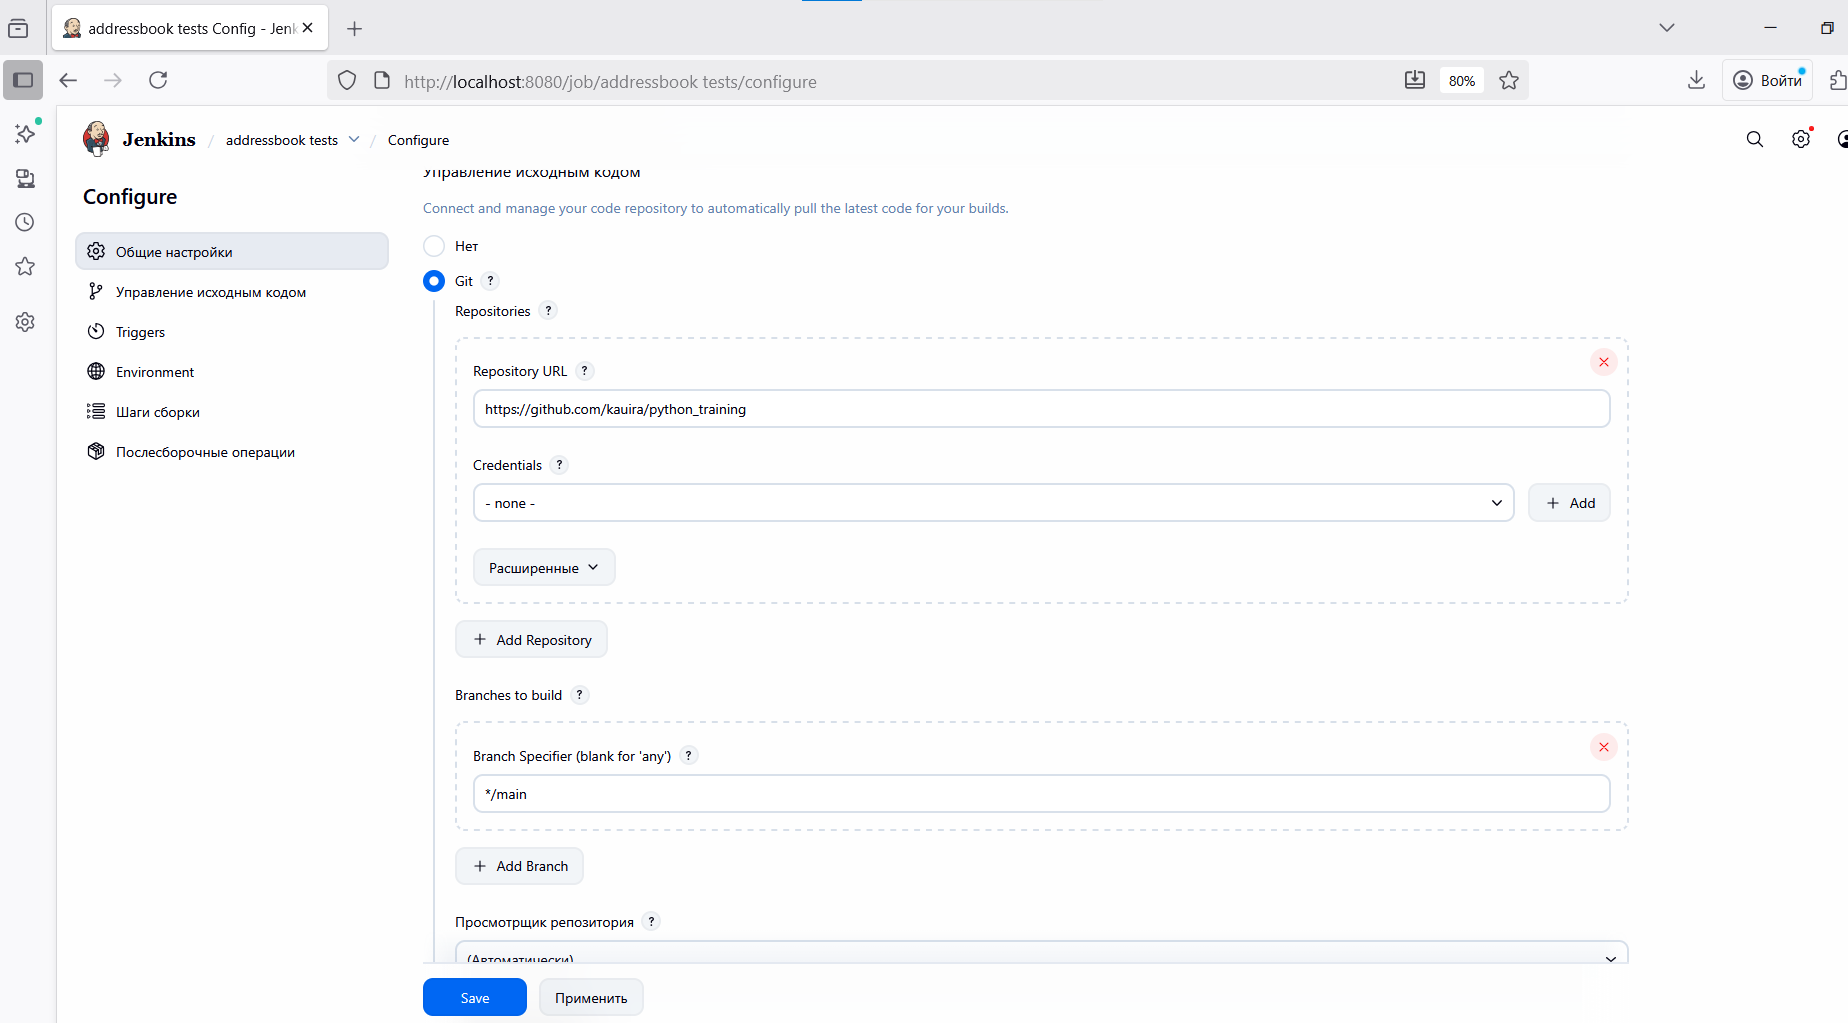 addressbook tests Config - Jenk
http://localhost:8080/job/addressbook tests/configure
80%
Войти
Jenkins / addressbook tests / Configure
Configure
Общие настройки
Управление исходным кодом
Triggers
Environment
Шаги сборки
Послесборочные операции
Управление исходным кодом
Connect and manage your code repository to automatically pull the latest code for your builds.
Нет
Git ?
Repositories ?
Repository URL ?
https://github.com/kauira/python_training
Credentials ?
- none -
+ Add
Расширенные
+ Add Repository
Branches to build ?
Branch Specifier (blank for 'any') ?
*/main
+ Add Branch
Просмотрщик репозитория ?
(Автоматически)
Save
Применить